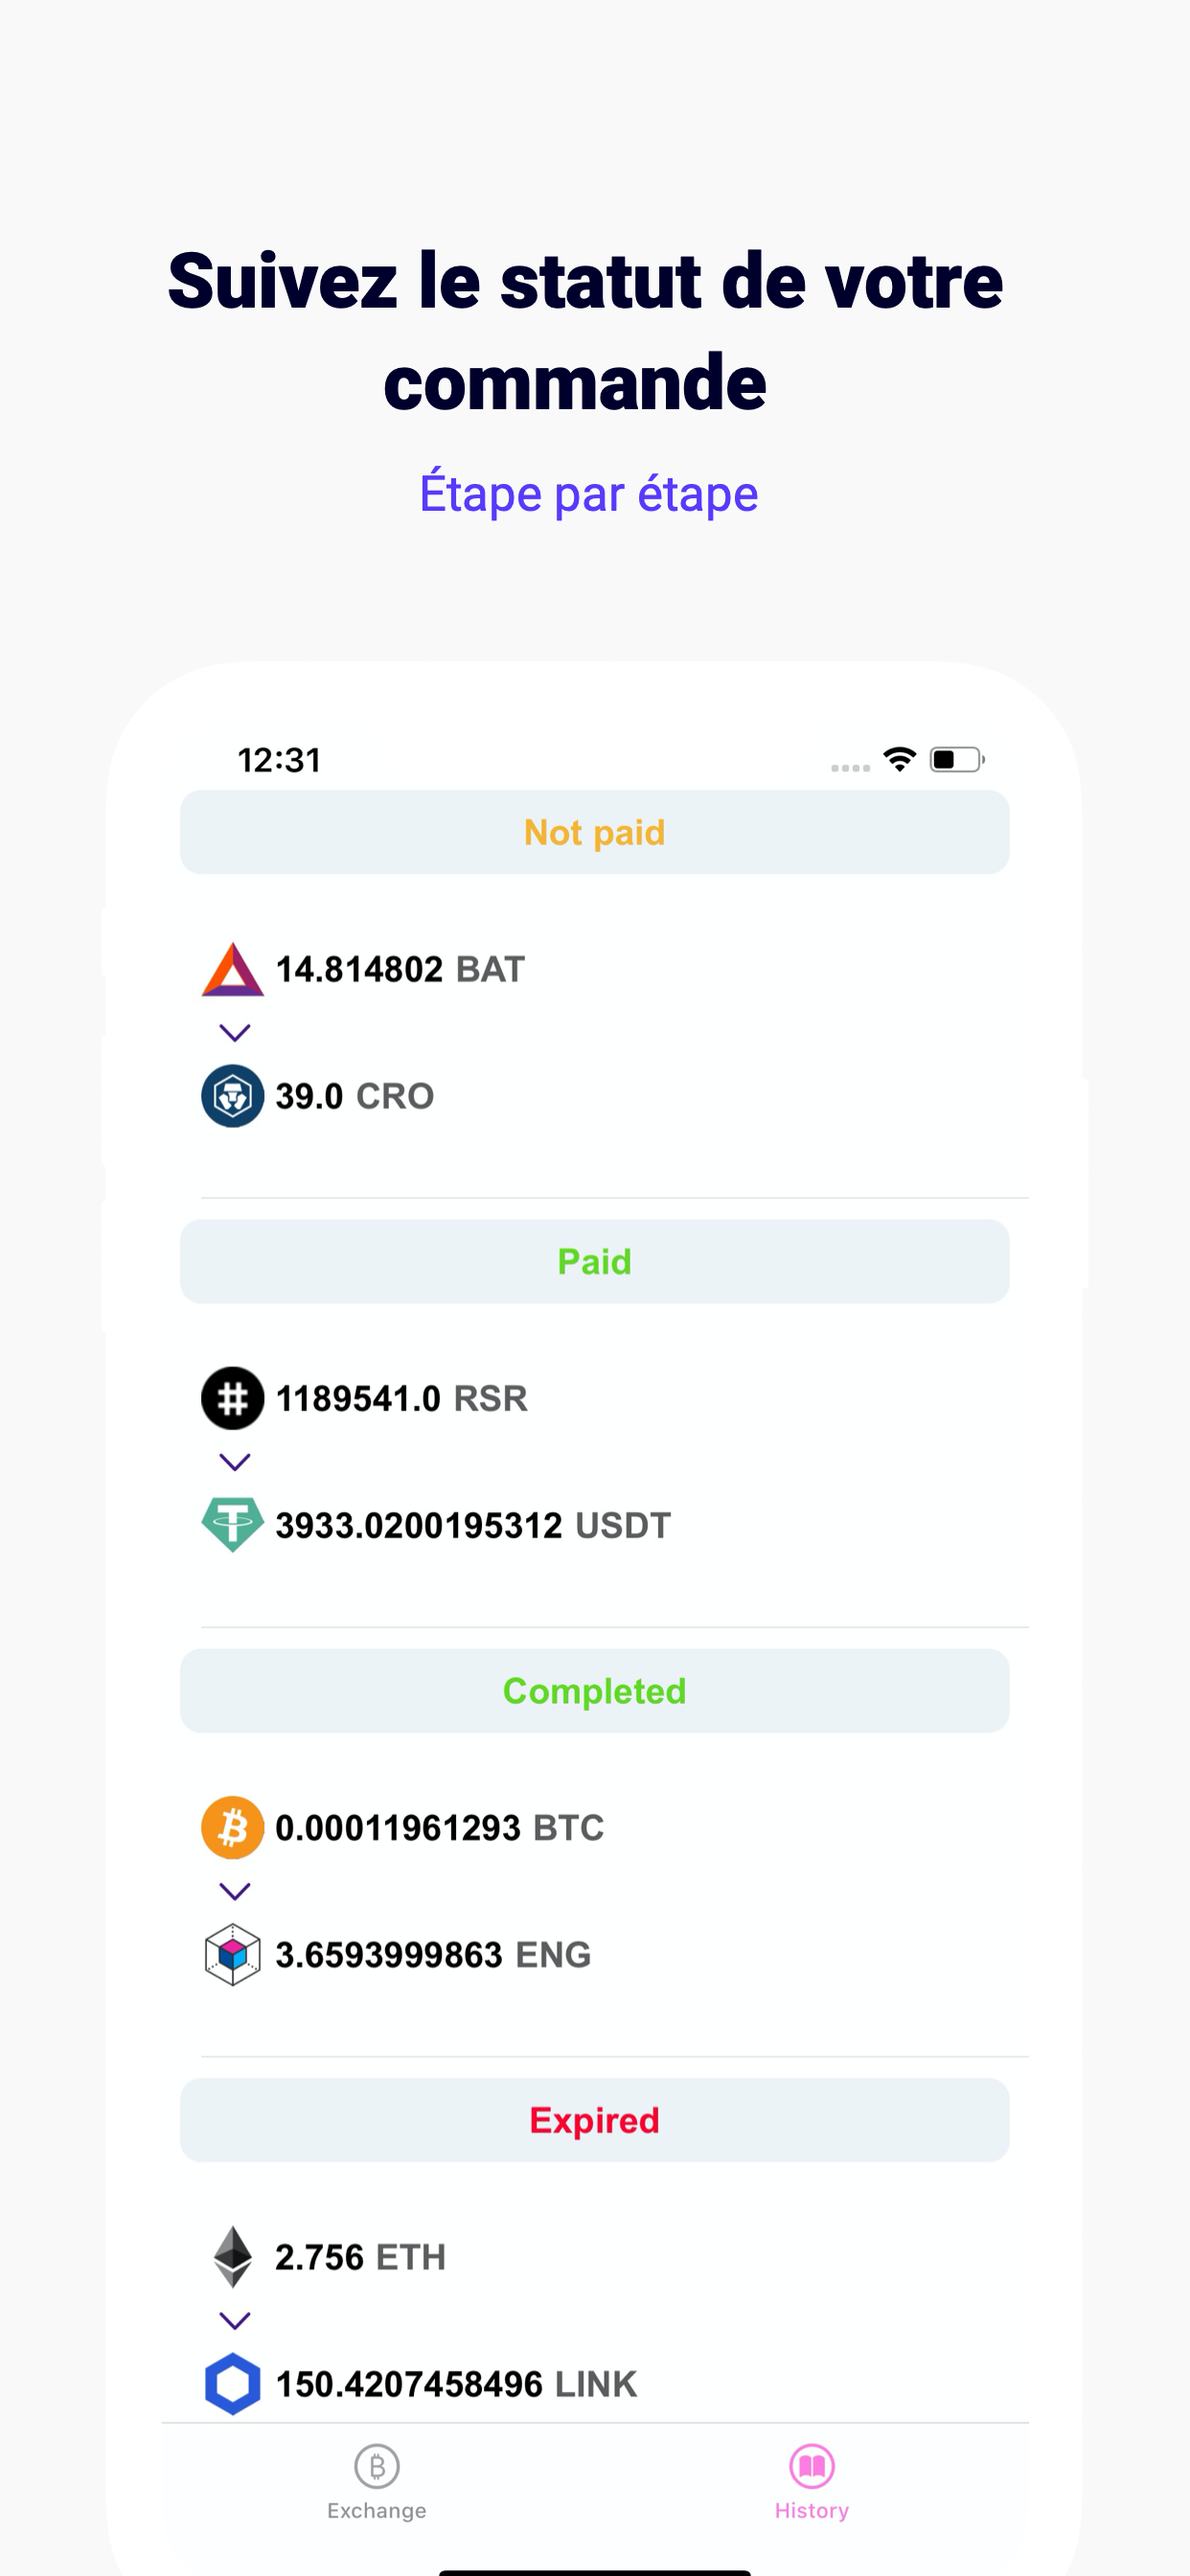 Suivez le statut de votre
commande
Étape par étape
12:31
Not paid
14.814802 BAT
39.0 CRO
Paid
1189541.0 RSR
3933.0200195312 USDT
Completed
0.00011961293 BTC
3.6593999863 ENG
Expired
2.756 ETH
150.4207458496 LINK
Exchange
History